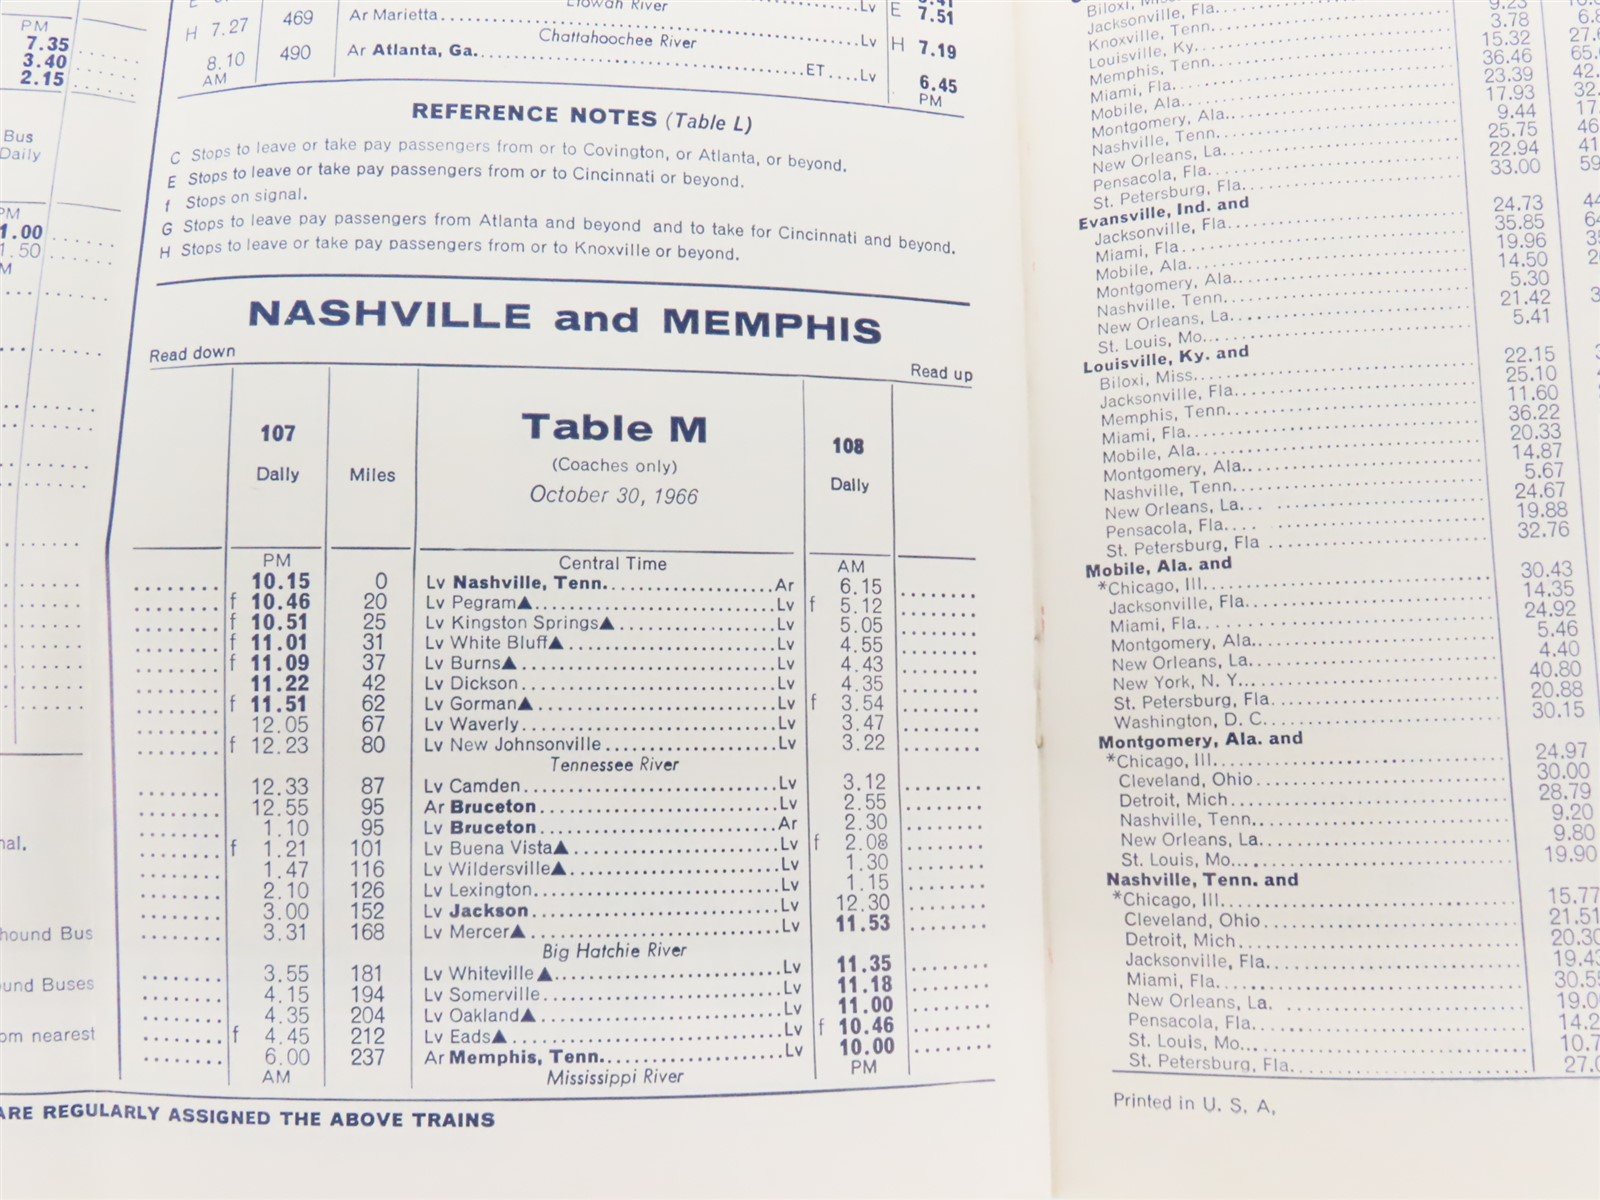 PM
7.35
3.40
2.15
Bus
Daily
PM
1.00
1.50
hound Bus
und Buses
om nearest
Etowah River
H 7.27 469 Ar Marietta Lv E 7.51
Chattahoochee River
8.10 490 Ar Atlanta, Ga. ET Lv H 7.19
AM 6.45
PM
REFERENCE NOTES (Table L)
C Stops to leave or take pay passengers from or to Covington, or Atlanta, or beyond.
E Stops to leave or take pay passengers from or to Cincinnati or beyond.
f Stops on signal.
G Stops to leave pay passengers from Atlanta and beyond and to take for Cincinnati and beyond.
H Stops to leave or take pay passengers from or to Knoxville or beyond.
NASHVILLE and MEMPHIS
Read down Read up
107 Daily Miles Table M 108 Daily
(Coaches only)
October 30, 1966
PM Central Time AM
10.15 0 Lv Nashville, Tenn. Ar 6.15
f 10.46 20 Lv Pegram▲ Lv f 5.12
f 10.51 25 Lv Kingston Springs▲ Lv 5.05
f 11.01 31 Lv White Bluff▲ Lv 4.55
f 11.09 37 Lv Burns▲ Lv 4.43
11.22 42 Lv Dickson Lv 4.35
f 11.51 62 Lv Gorman▲ Lv f 3.54
12.05 67 Lv Waverly Lv 3.47
f 12.23 80 Lv New Johnsonville Lv 3.22
Tennessee River
12.33 87 Lv Camden Lv 3.12
12.55 95 Ar Bruceton Lv 2.55
1.10 95 Lv Bruceton Ar 2.30
f 1.21 101 Lv Buena Vista▲ Lv f 2.08
1.47 116 Lv Wildersville▲ Lv 1.30
2.10 126 Lv Lexington Lv 1.15
3.00 152 Lv Jackson Lv 12.30
3.31 168 Lv Mercer▲ Lv 11.53
Big Hatchie River
3.55 181 Lv Whiteville▲ Lv 11.35
4.15 194 Lv Somerville Lv 11.18
4.35 204 Lv Oakland▲ Lv 11.00
f 4.45 212 Lv Eads▲ Lv f 10.46
6.00 237 Ar Memphis, Tenn. Lv 10.00
AM Mississippi River PM
ARE REGULARLY ASSIGNED THE ABOVE TRAINS
Biloxi, Miss.
Jacksonville, Fla. 9.23
Knoxville, Tenn. 3.78
Louisville, Ky. 15.32
Memphis, Tenn. 36.46
Miami, Fla. 23.39
Mobile, Ala. 17.93
Montgomery, Ala. 9.44
Nashville, Tenn. 25.75
New Orleans, La. 22.94
Pensacola, Fla. 33.00
St. Petersburg, Fla.
Evansville, Ind. and
Jacksonville, Fla. 24.73
Miami, Fla. 35.85
Mobile, Ala. 19.96
Montgomery, Ala. 14.50
Nashville, Tenn. 5.30
New Orleans, La. 21.42
St. Louis, Mo. 5.41
Louisville, Ky. and
Biloxi, Miss. 22.15
Jacksonville, Fla. 25.10
Memphis, Tenn. 11.60
Miami, Fla. 36.22
Mobile, Ala. 20.33
Montgomery, Ala. 14.87
Nashville, Tenn. 5.67
New Orleans, La. 24.67
Pensacola, Fla. 19.88
St. Petersburg, Fla 32.76
Mobile, Ala. and
*Chicago, Ill. 30.43
Jacksonville, Fla. 14.35
Miami, Fla. 24.92
Montgomery, Ala. 5.46
New Orleans, La. 4.40
New York, N. Y. 40.80
St. Petersburg, Fla. 20.88
Washington, D. C. 30.15
Montgomery, Ala. and
*Chicago, Ill. 24.97
Cleveland, Ohio 30.00
Detroit, Mich 28.79
Nashville, Tenn. 9.20
New Orleans, La. 9.80
St. Louis, Mo. 19.90
Nashville, Tenn. and
*Chicago, Ill. 15.77
Cleveland, Ohio 21.51
Detroit, Mich 20.30
Jacksonville, Fla. 19.43
Miami, Fla. 30.55
New Orleans, La. 19.0
Pensacola, Fla. 14.2
St. Louis, Mo. 10.7
St. Petersburg, Fla. 27.0
Printed in U. S. A,